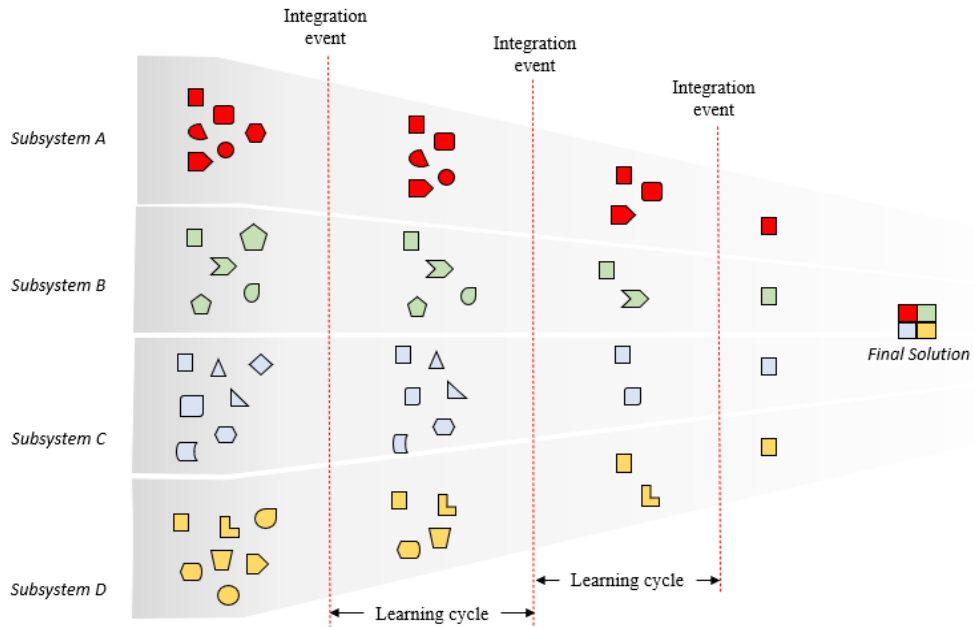 Integration
event
Integration
event
Integration
event
Subsystem A
Subsystem B
Subsystem C
Subsystem D
Final Solution
Learning cycle
Learning cycle